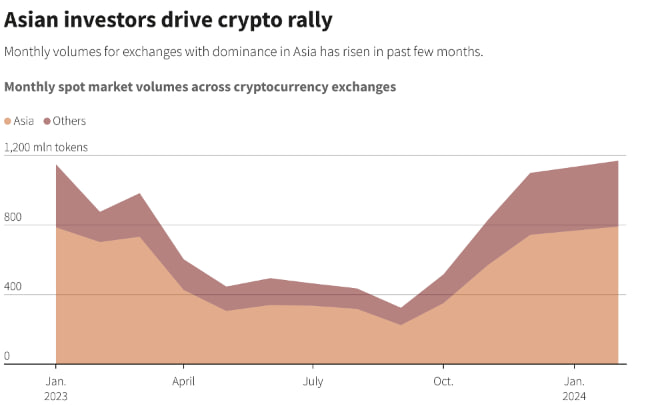 Asian investors drive crypto rally
Monthly volumes for exchanges with dominance in Asia has risen in past few months.
Monthly spot market volumes across cryptocurrency exchanges
Asia Others
1,200 mln tokens
800
400
0
Jan. April July Oct. Jan.
2023 2024